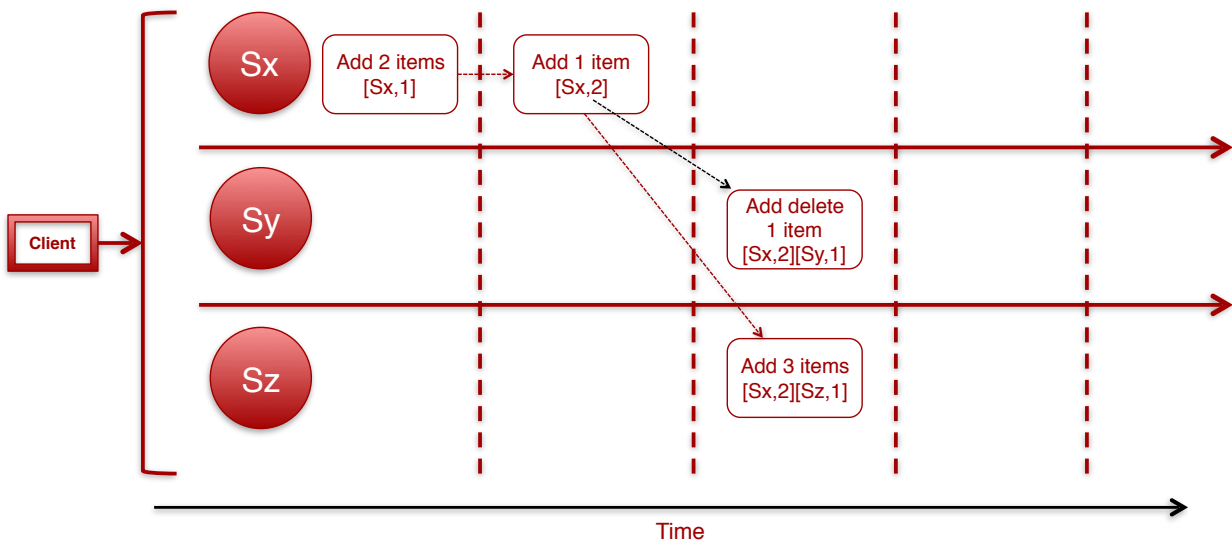 Sx
Add 2 items
[Sx,1]
Add 1 item
[Sx,2]
Client
Sy
Add delete
1 item
[Sx,2][Sy,1]
Sz
Add 3 items
[Sx,2][Sz,1]
Time